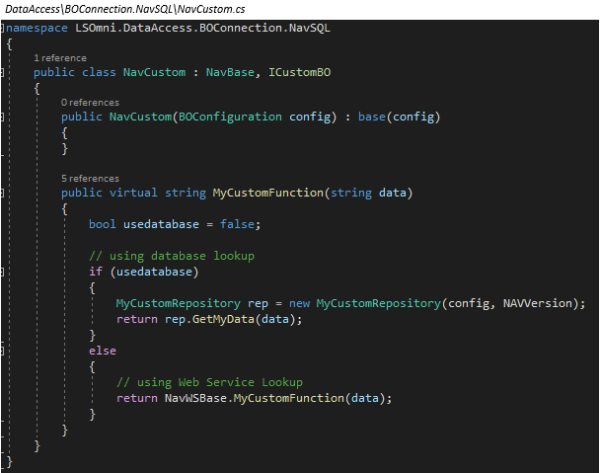 DataAccess\BOConnection.NavSQL\NavCustom.cs
namespace LSOmni.DataAccess.BOConnection.NavSQL
{
1 reference
public class NavCustom : NavBase, ICustomBO
{
0 references
public NavCustom(BOConfiguration config) : base(config)
{
}
5 references
public virtual string MyCustomFunction(string data)
{
bool usedatabase = false;
// using database lookup
if (usedatabase)
{
MyCustomRepository rep = new MyCustomRepository(config, NAVVersion);
return rep.GetMyData(data);
}
else
{
// using Web Service Lookup
return NavWSBase.MyCustomFunction(data);
}
}
}
}